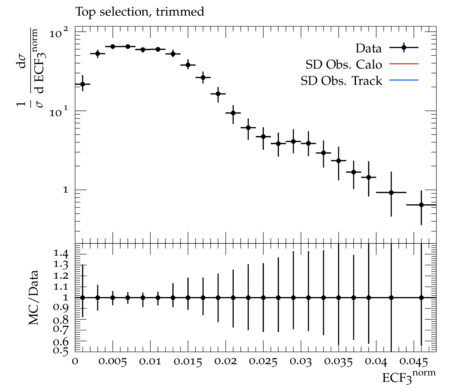 Top selection, trimmed
1/σ dσ/d ECF3^norm
10^2
10^1
1
Data
SD Obs. Calo
SD Obs. Track
MC/Data
1.4
1.3
1.2
1.1
1
0.9
0.8
0.7
0.6
0.5
0 0.005 0.01 0.015 0.02 0.025 0.03 0.035 0.04 0.045
ECF3^norm